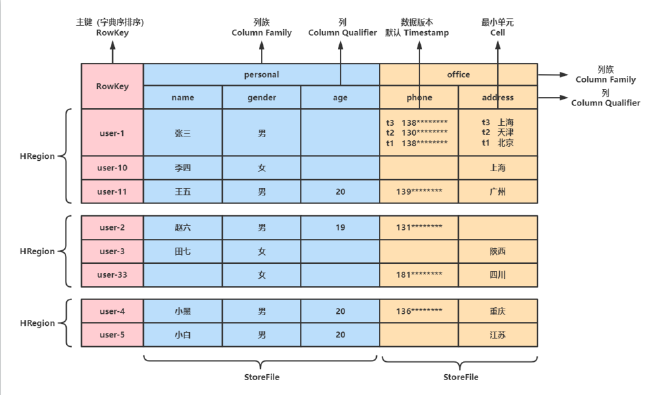 主键（字典序排序）
RowKey
列族
Column Family
列
Column Qualifier
数据版本
默认 Timestamp
最小单元
Cell
RowKey
personal
office
列族
Column Family
name
gender
age
phone
address
列
Column Qualifier
HRegion
user-1
张三
男
t3 138********
t2 130********
t1 138********
t3 上海
t2 天津
t1 北京
user-10
李四
女
上海
user-11
王五
男
20
139********
广州
HRegion
user-2
赵六
男
19
131********
user-3
田七
女
陕西
user-33
女
181********
四川
HRegion
user-4
小黑
男
20
136********
重庆
user-5
小白
男
20
江苏
StoreFile
StoreFile